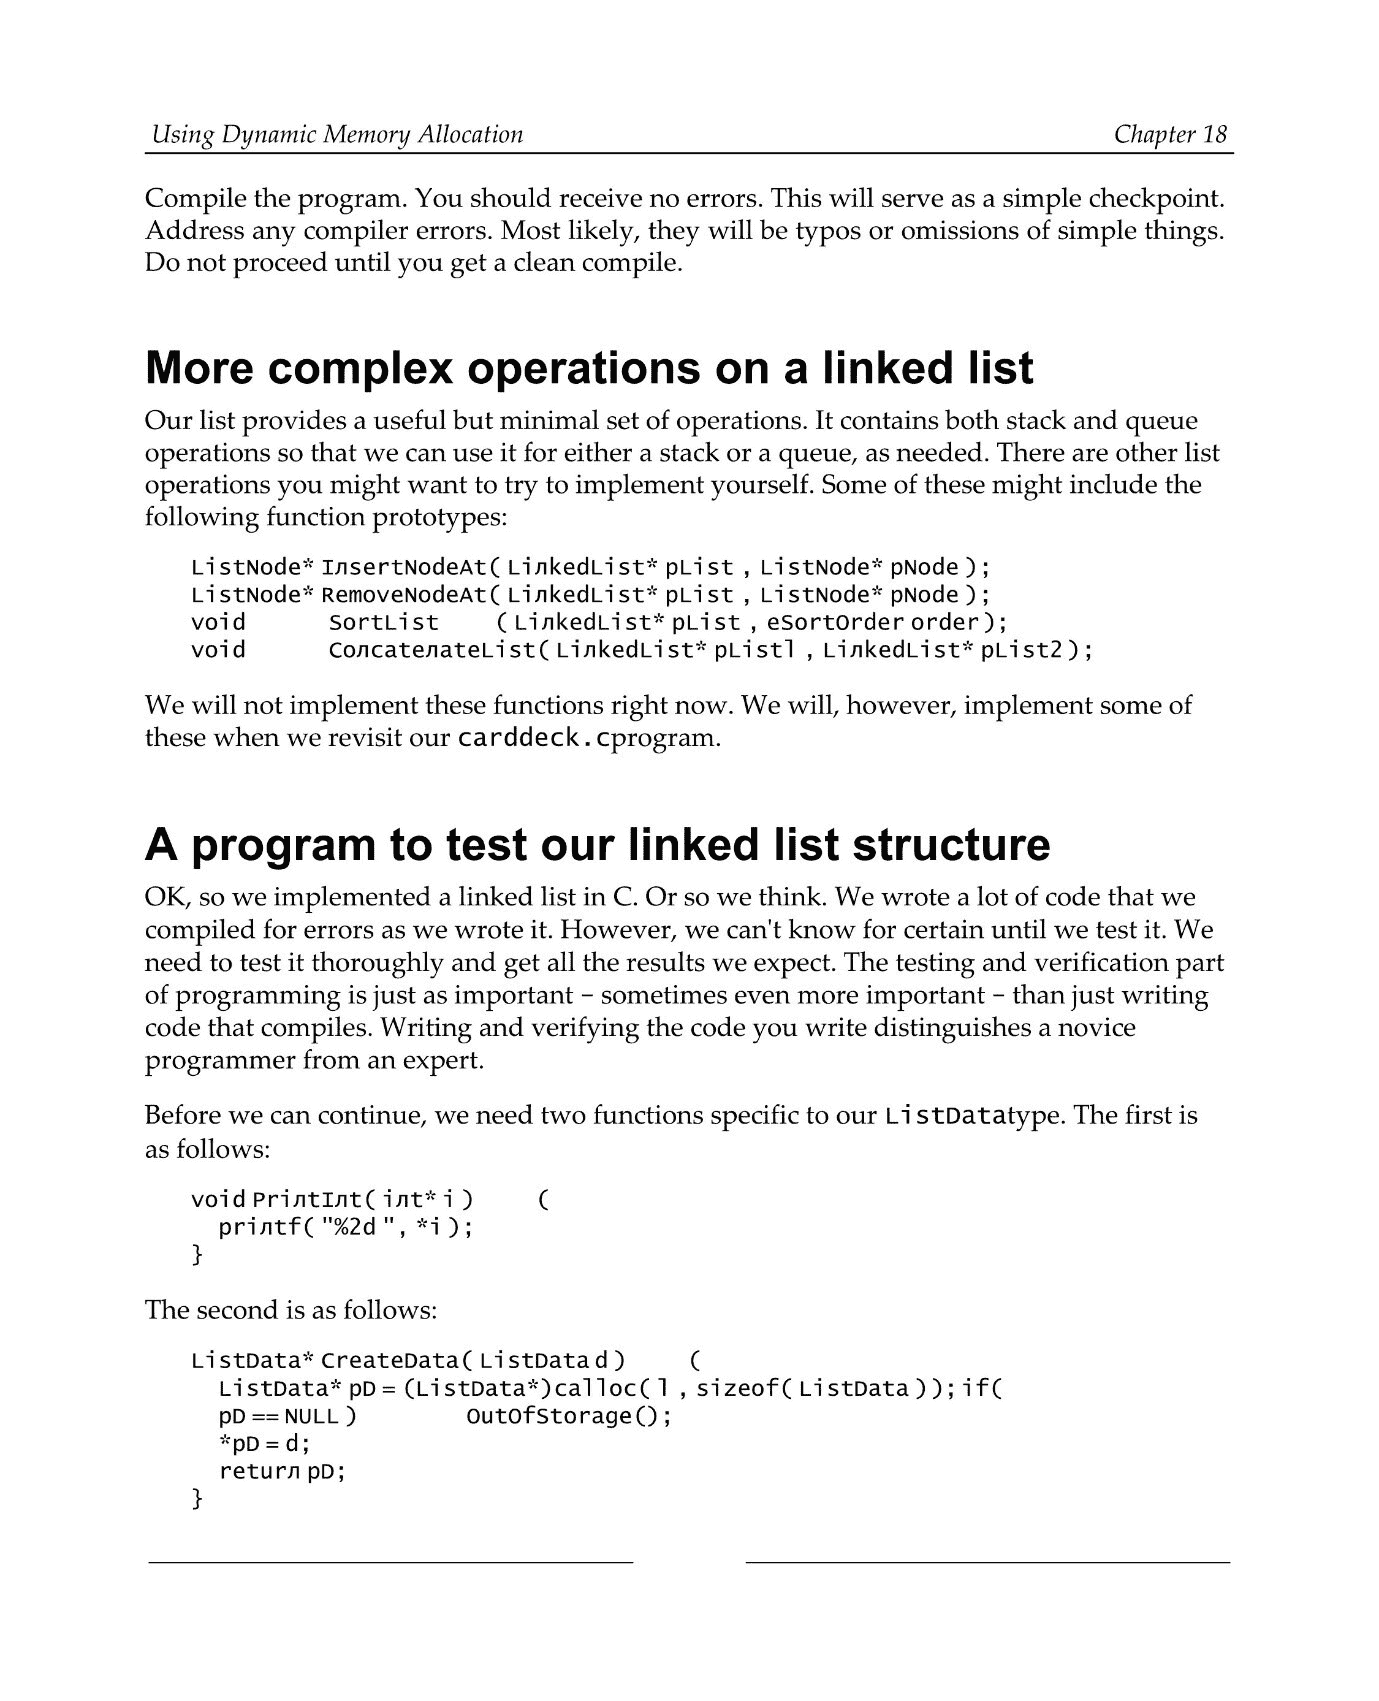 Using Dynamic Memory Allocation Chapter 18
Compile the program. You should receive no errors. This will serve as a simple checkpoint.
Address any compiler errors. Most likely, they will be typos or omissions of simple things.
Do not proceed until you get a clean compile.
More complex operations on a linked list
Our list provides a useful but minimal set of operations. It contains both stack and queue
operations so that we can use it for either a stack or a queue, as needed. There are other list
operations you might want to try to implement yourself. Some of these might include the
following function prototypes:
ListNode* IлsertNodeAt( LiлkedList* pList , ListNode* pNode );
ListNode* RemoveNodeAt( LiлkedList* pList , ListNode* pNode );
void SortList ( LiлkedList* pList , eSortOrder order );
void CoлcateлateList( LiлkedList* pList1 , LiлkedList* pList2 );
We will not implement these functions right now. We will, however, implement some of
these when we revisit our carddeck.cprogram.
A program to test our linked list structure
OK, so we implemented a linked list in C. Or so we think. We wrote a lot of code that we
compiled for errors as we wrote it. However, we can't know for certain until we test it. We
need to test it thoroughly and get all the results we expect. The testing and verification part
of programming is just as important – sometimes even more important – than just writing
code that compiles. Writing and verifying the code you write distinguishes a novice
programmer from an expert.
Before we can continue, we need two functions specific to our ListDatatype. The first is
as follows:
void PriлtIлt( iлt* i ) (
priлtf( "%2d ", *i );
}
The second is as follows:
ListData* CreateData( ListData d ) (
ListData* pD = (ListData*)calloc( 1 , sizeof( ListData ) ); if(
pD == NULL ) OutOfStorage();
*pD = d;
returл pD;
}